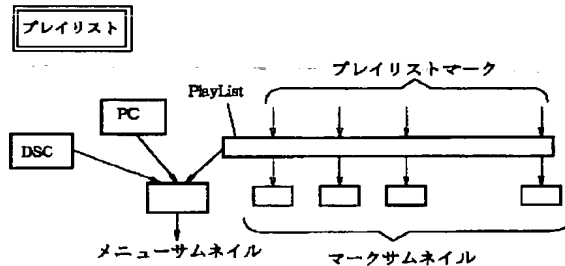 プレイリスト
プレイリストマーク
PlayList
PC
DSC
メニューサムネイル
マークサムネイル